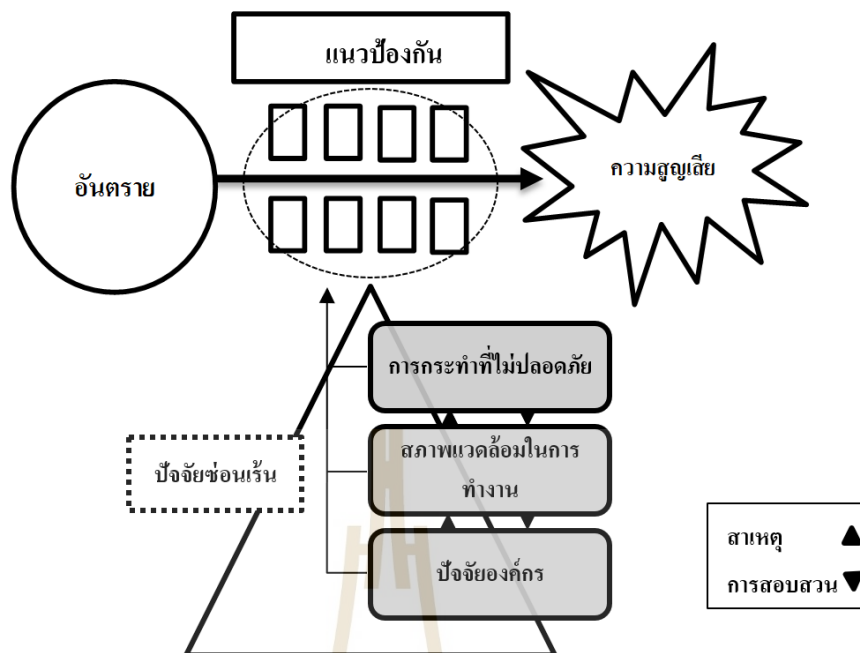 แนวป้องกัน
อันตราย
ความสูญเสีย
การกระทำที่ไม่ปลอดภัย
สภาพแวดล้อมในการ
ทำงาน
ปัจจัยซ่อนเร้น
ปัจจัยองค์กร
สาเหตุ
การสอบสวน